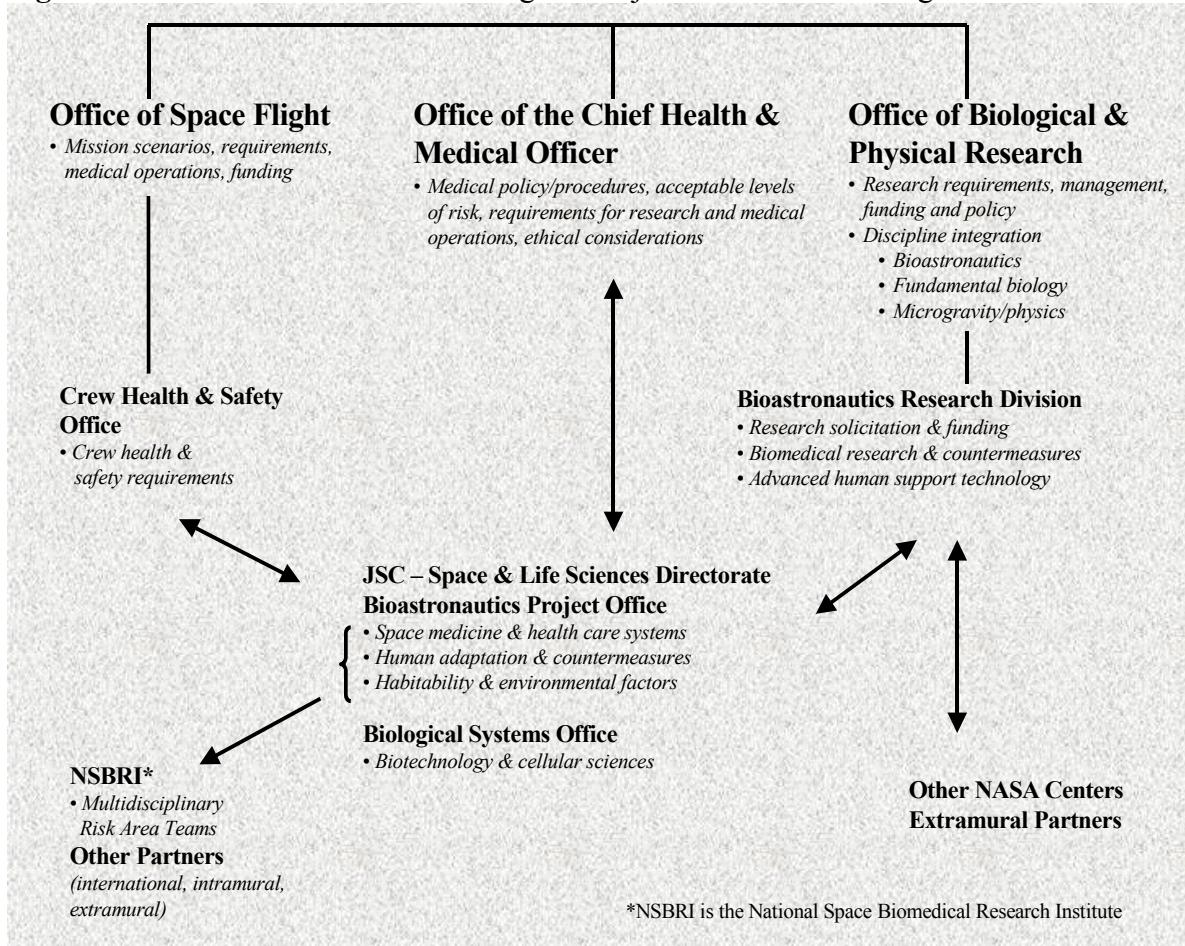 Office of Space Flight
• Mission scenarios, requirements,
medical operations, funding
Office of the Chief Health &
Medical Officer
• Medical policy/procedures, acceptable levels
of risk, requirements for research and medical
operations, ethical considerations
Office of Biological &
Physical Research
• Research requirements, management,
funding and policy
• Discipline integration
• Bioastronautics
• Fundamental biology
• Microgravity/physics
Crew Health & Safety
Office
• Crew health &
safety requirements
Bioastronautics Research Division
• Research solicitation & funding
• Biomedical research & countermeasures
• Advanced human support technology
JSC – Space & Life Sciences Directorate
Bioastronautics Project Office
• Space medicine & health care systems
• Human adaptation & countermeasures
• Habitability & environmental factors
Biological Systems Office
• Biotechnology & cellular sciences
NSBRI*
• Multidisciplinary
Risk Area Teams
Other Partners
(international, intramural,
extramural)
Other NASA Centers
Extramural Partners
*NSBRI is the National Space Biomedical Research Institute